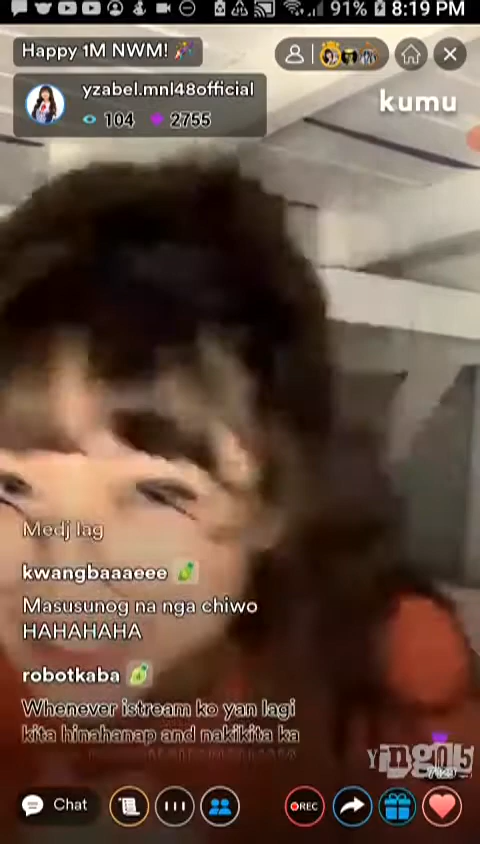 91% 8:19 PM
Happy 1M NWM!
yzabel.mnl48official
104 2755
kumu
Medj lag
kwangbaaaeee
Masusunog na nga chiwo
HAHAHAHA
robotkaba
Whenever istream ko yan lagi
kita hinahanap and nakikita ka
Chat
REC